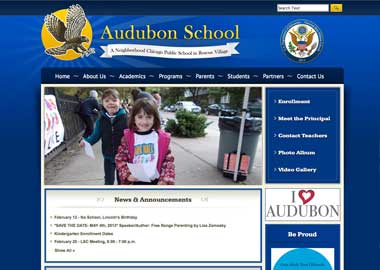 Search Text
Audubon School
A Neighborhood Chicago Public School in Roscoe Village
Home ~ About Us ~ Academics ~ Programs ~ Parents ~ Students ~ Partners ~ Contact Us
Enrollment
Meet the Principal
Contact Teachers
Photo Album
Video Gallery
News & Announcements
February 12 - No School, Lincoln's Birthday
*SAVE THE DATE- MAY 4th, 2013* Speaker/Author: Free Range Parenting by Lisa Zamosky
Kindergarten Enrollment Dates
February 20 - LSC Meeting, 6:00 - 7:00 p.m.
Show All »
I
AUDUBON
Be Proud